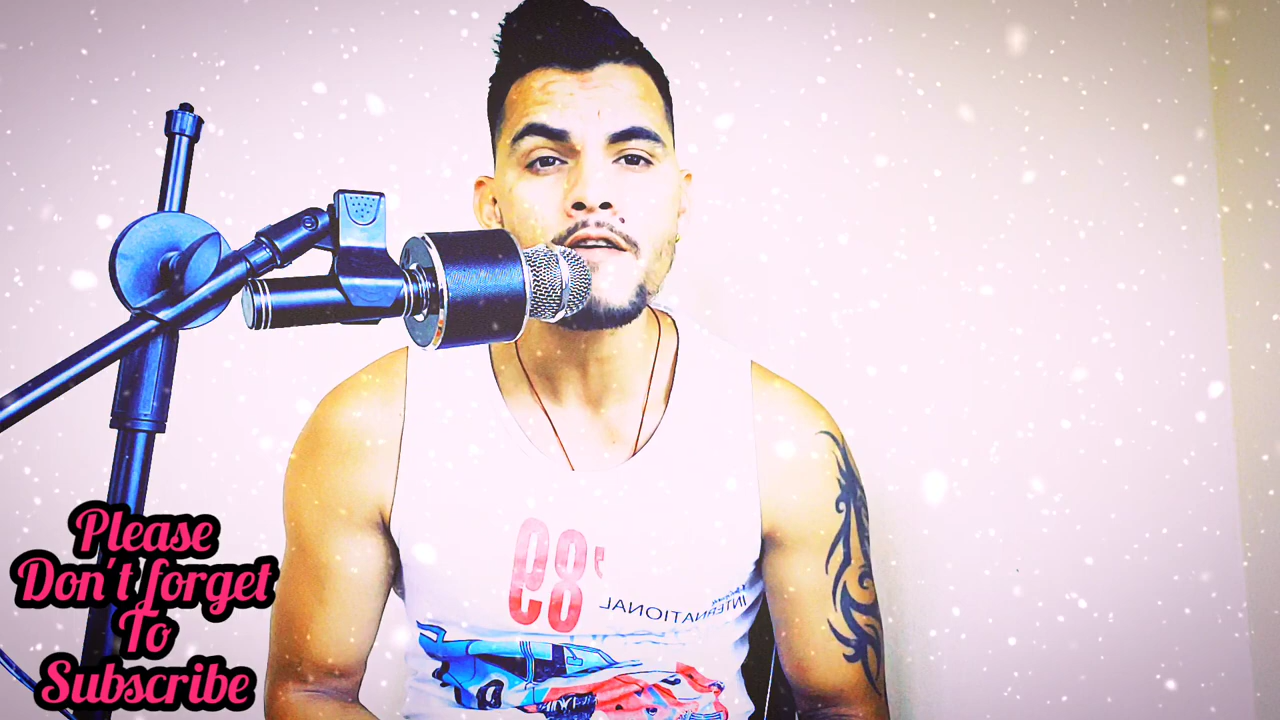 Please
Don't forget
To
Subscribe
'89
INTERNATIONAL